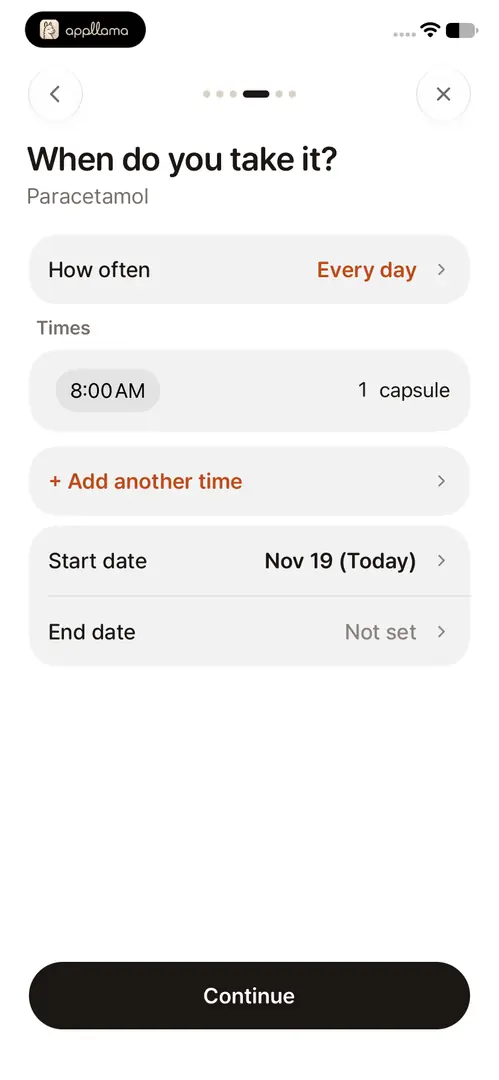 appllama
When do you take it?
Paracetamol
How often Every day
Times
8:00 AM 1 capsule
+ Add another time
Start date Nov 19 (Today)
End date Not set
Continue